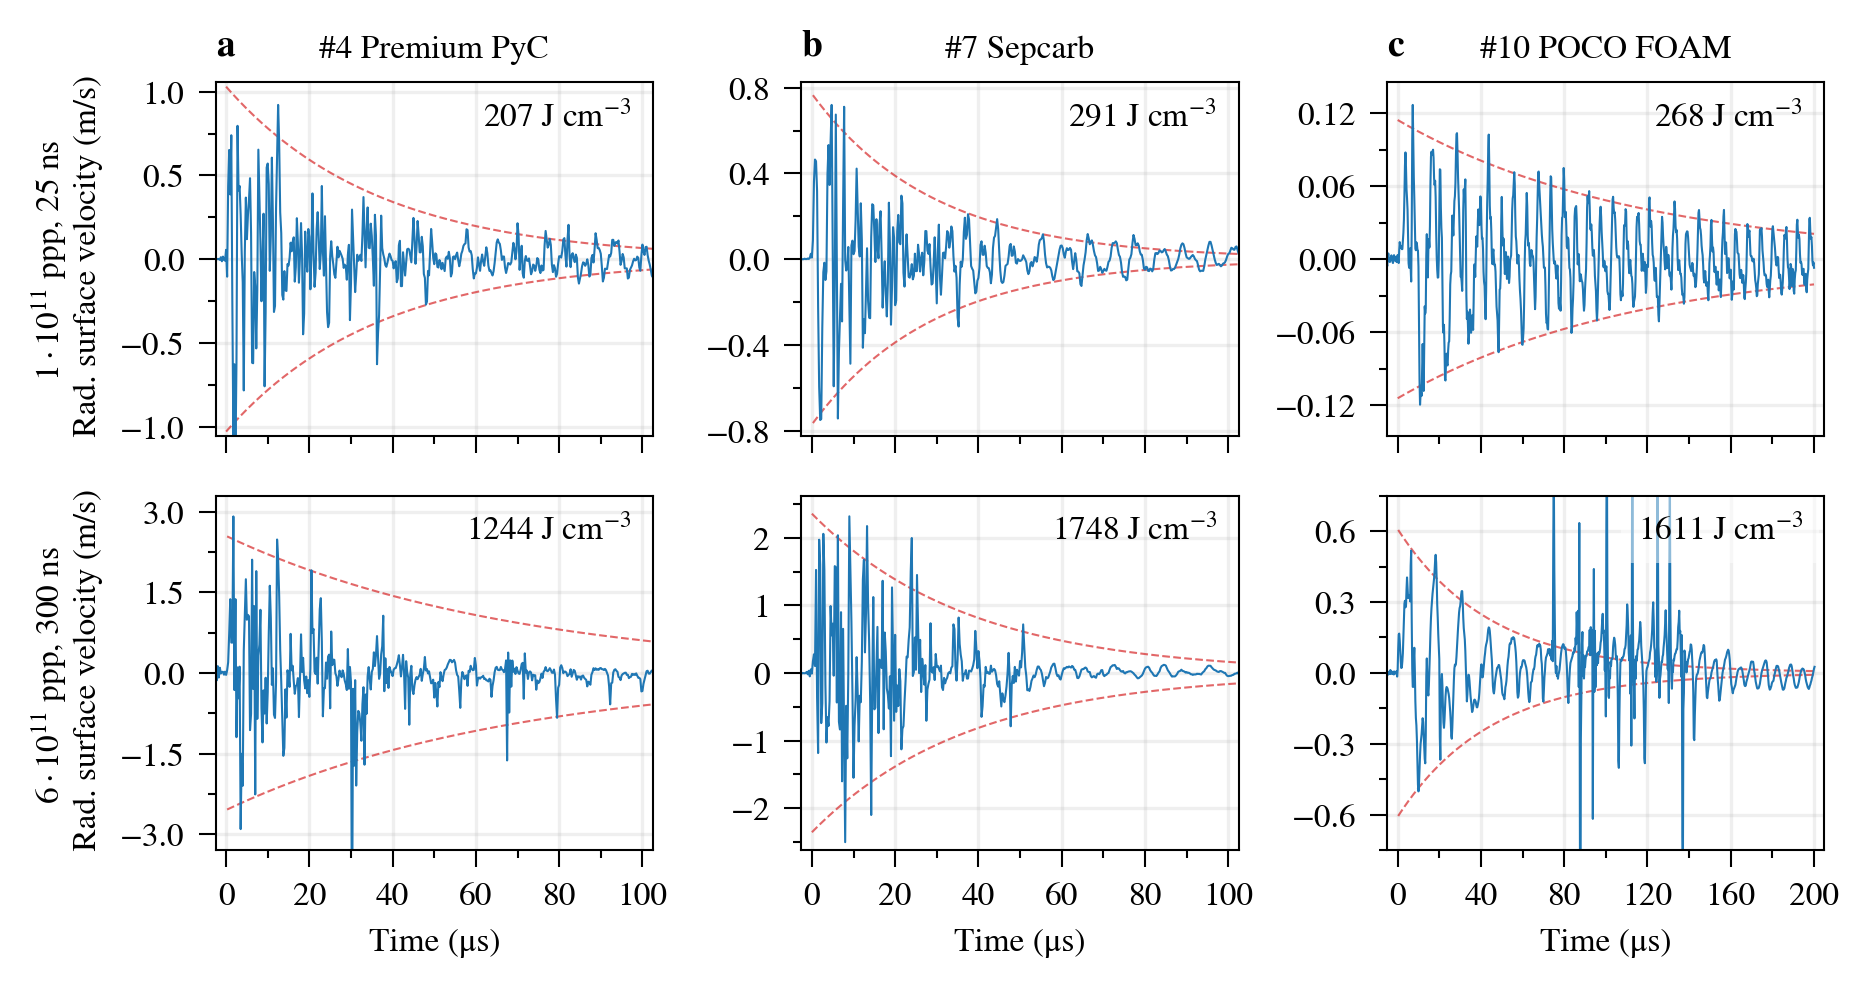 a #4 Premium PyC
b #7 Sepcarb
c #10 POCO FOAM
1 · 10¹¹ ppp, 25 ns
Rad. surface velocity (m/s)
1.0
0.5
0.0
−0.5
−1.0
207 J cm⁻³
0.8
0.4
0.0
−0.4
−0.8
291 J cm⁻³
0.12
0.06
0.00
−0.06
−0.12
268 J cm⁻³
6 · 10¹¹ ppp, 300 ns
Rad. surface velocity (m/s)
3.0
1.5
0.0
−1.5
−3.0
1244 J cm⁻³
0 20 40 60 80 100
Time (μs)
2
1
0
−1
−2
1748 J cm⁻³
0 20 40 60 80 100
Time (μs)
0.6
0.3
0.0
−0.3
−0.6
1611 J cm⁻³
0 40 80 120 160 200
Time (μs)